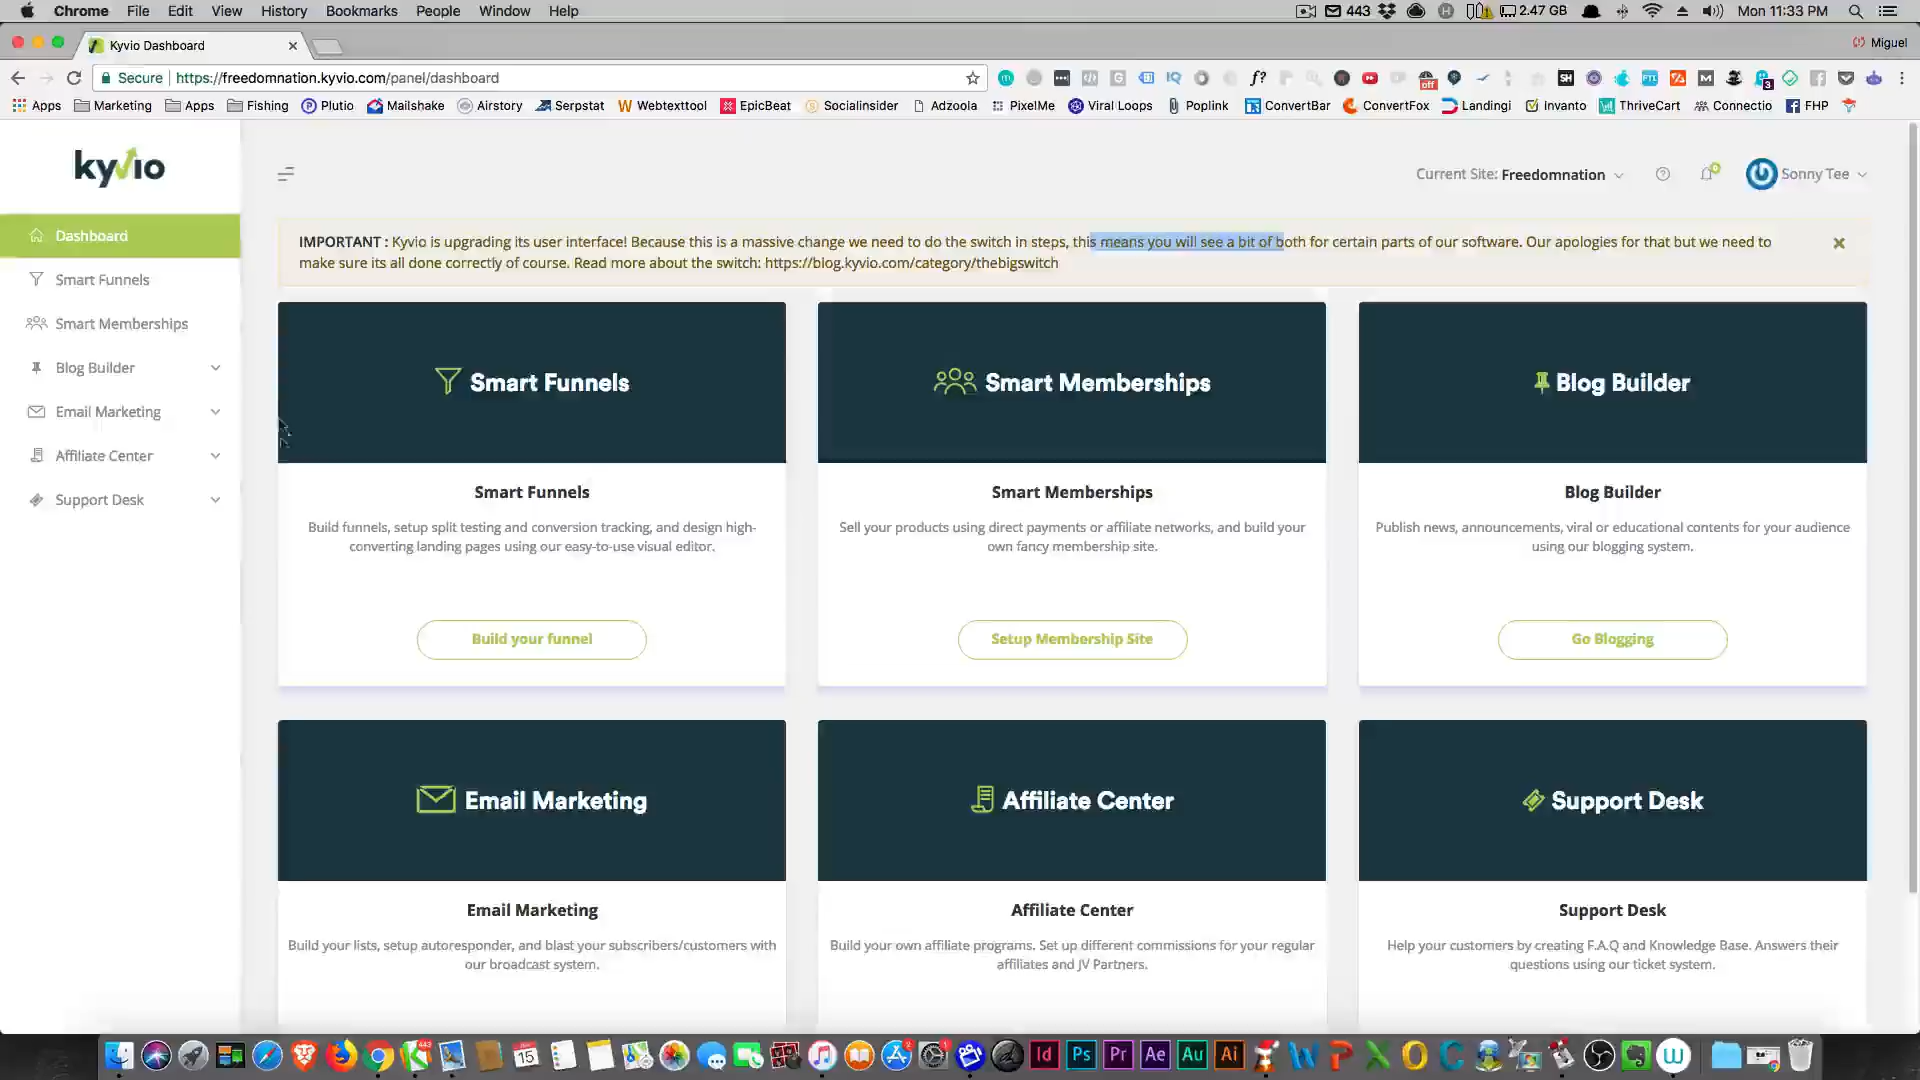 Chrome File Edit View History Bookmarks People Window Help 443 2.47 GB Mon 11:33 PM
Kyvio Dashboard Miguel
Secure https://freedomnation.kyvio.com/panel/dashboard
Apps Marketing Apps Fishing Plutio Mailshake Airstory Serpstat Webtexttool EpicBeat Socialinsider Adzoola PixelMe Viral Loops Poplink ConvertBar ConvertFox Landingi Invanto ThriveCart Connectio FHP
kyvio
Current Site: Freedomnation Sonny Tee
Dashboard
Smart Funnels
Smart Memberships
Blog Builder
Email Marketing
Affiliate Center
Support Desk
IMPORTANT : Kyvio is upgrading its user interface! Because this is a massive change we need to do the switch in steps, this means you will see a bit of both for certain parts of our software. Our apologies for that but we need to
make sure its all done correctly of course. Read more about the switch: https://blog.kyvio.com/category/thebigswitch
Smart Funnels
Smart Funnels
Build funnels, setup split testing and conversion tracking, and design high-
converting landing pages using our easy-to-use visual editor.
Build your funnel
Smart Memberships
Smart Memberships
Sell your products using direct payments or affiliate networks, and build your
own fancy membership site.
Setup Membership Site
Blog Builder
Blog Builder
Publish news, announcements, viral or educational contents for your audience
using our blogging system.
Go Blogging
Email Marketing
Email Marketing
Build your lists, setup autoresponder, and blast your subscribers/customers with
our broadcast system.
Affiliate Center
Affiliate Center
Build your own affiliate programs. Set up different commissions for your regular
affiliates and JV Partners.
Support Desk
Support Desk
Help your customers by creating F.A.Q and Knowledge Base. Answers their
questions using our ticket system.
443 15 Id Ps Pr Ae Au Ai